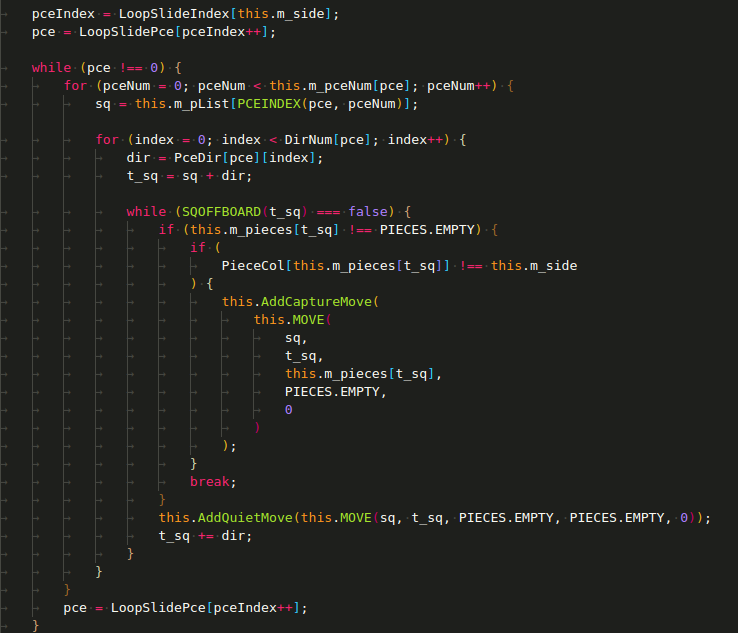 pceIndex = LoopSlideIndex[this.m_side];
pce = LoopSlidePce[pceIndex++];

while (pce !== 0) {
    for (pceNum = 0; pceNum < this.m_pceNum[pce]; pceNum++) {
        sq = this.m_pList[PCEINDEX(pce, pceNum)];

        for (index = 0; index < DirNum[pce]; index++) {
            dir = PceDir[pce][index];
            t_sq = sq + dir;

            while (SQOFFBOARD(t_sq) === false) {
                if (this.m_pieces[t_sq] !== PIECES.EMPTY) {
                    if (
                        PieceCol[this.m_pieces[t_sq]] !== this.m_side
                    ) {
                        this.AddCaptureMove(
                            this.MOVE(
                                sq,
                                t_sq,
                                this.m_pieces[t_sq],
                                PIECES.EMPTY,
                                0
                            )
                        );
                    }
                    break;
                }
                this.AddQuietMove(this.MOVE(sq, t_sq, PIECES.EMPTY, PIECES.EMPTY, 0));
                t_sq += dir;
            }
        }
    }
    pce = LoopSlidePce[pceIndex++];
}